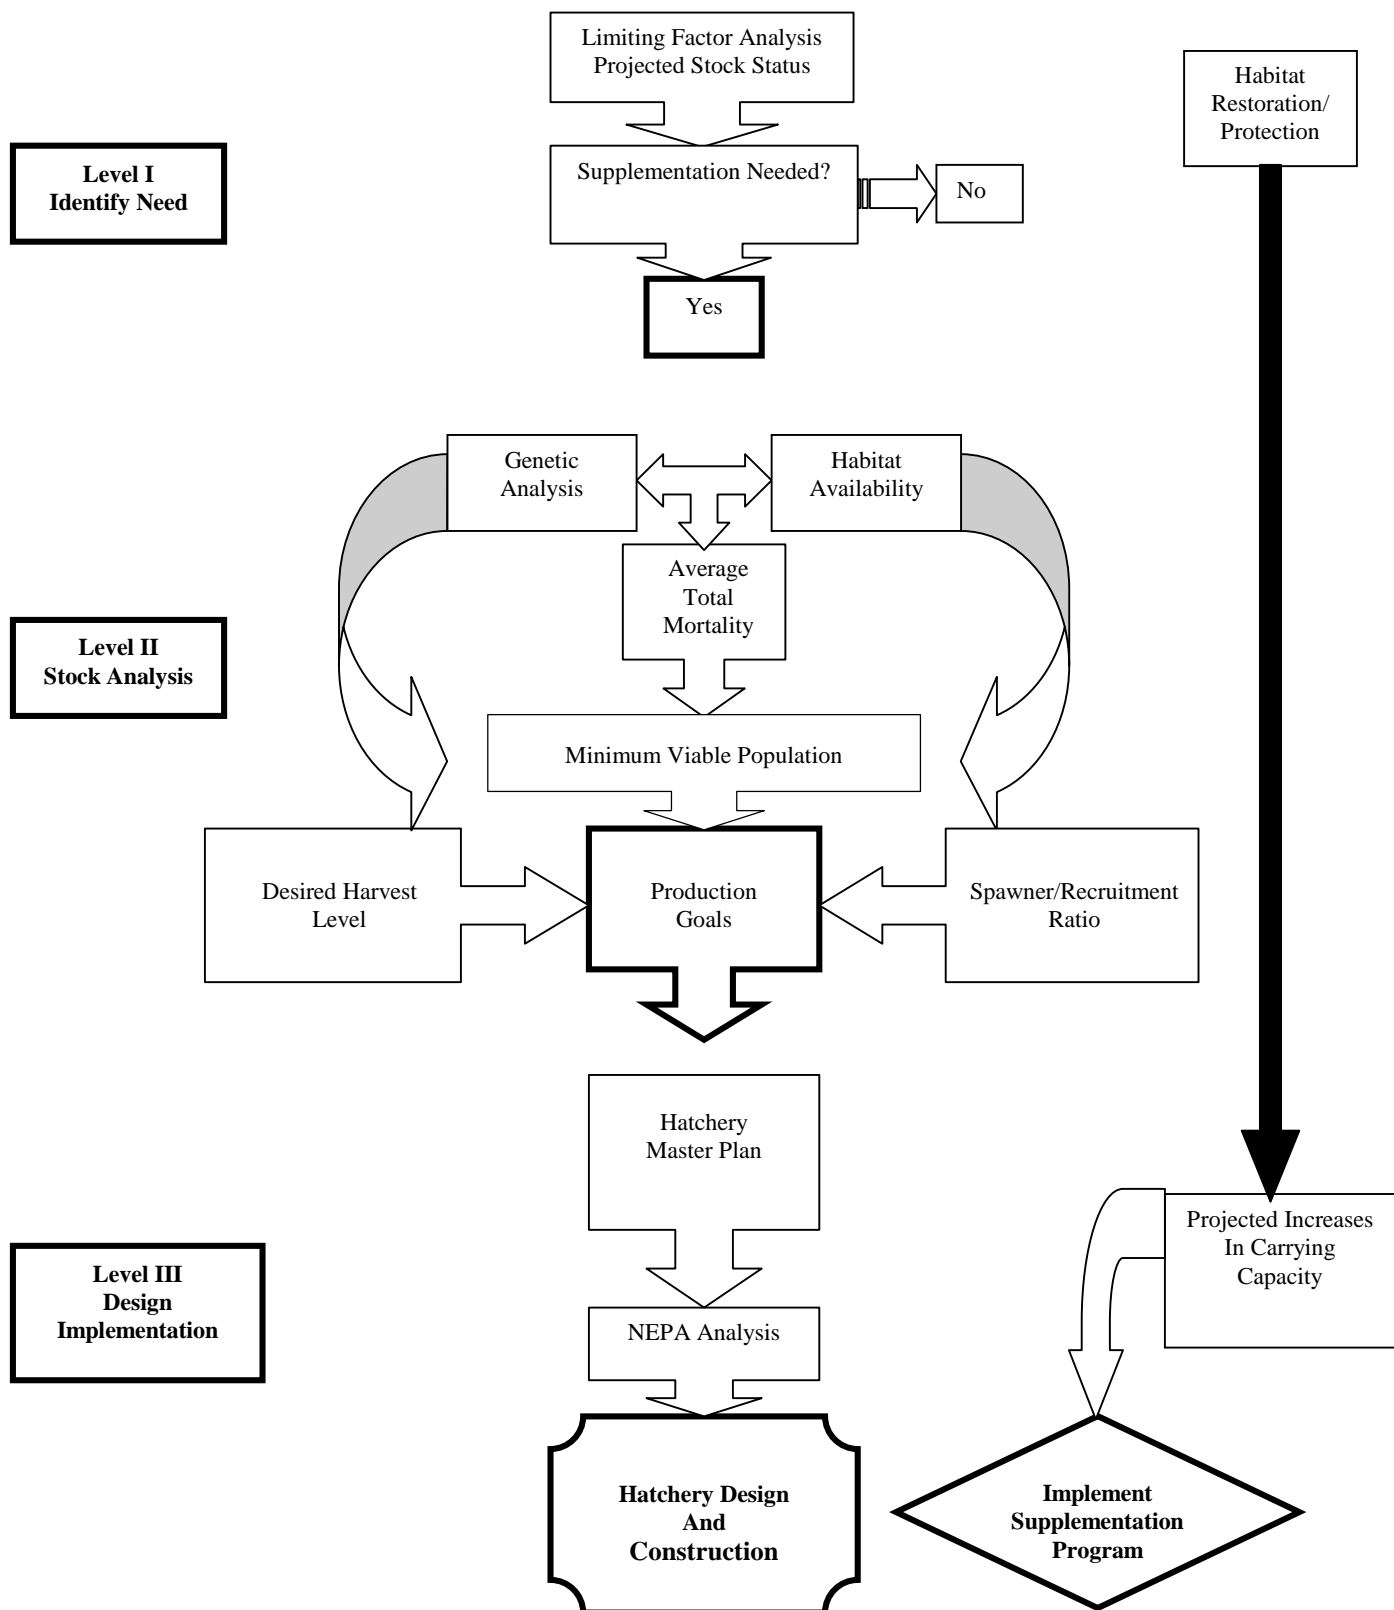 Limiting Factor Analysis
Projected Stock Status
Habitat
Restoration/
Protection
Level I
Identify Need
Supplementation Needed?
No
Yes
Genetic
Analysis
Habitat
Availability
Average
Total
Mortality
Level II
Stock Analysis
Minimum Viable Population
Desired Harvest
Level
Production
Goals
Spawner/Recruitment
Ratio
Hatchery
Master Plan
Projected Increases
In Carrying
Capacity
Level III
Design
Implementation
NEPA Analysis
Hatchery Design
And
Construction
Implement
Supplementation
Program